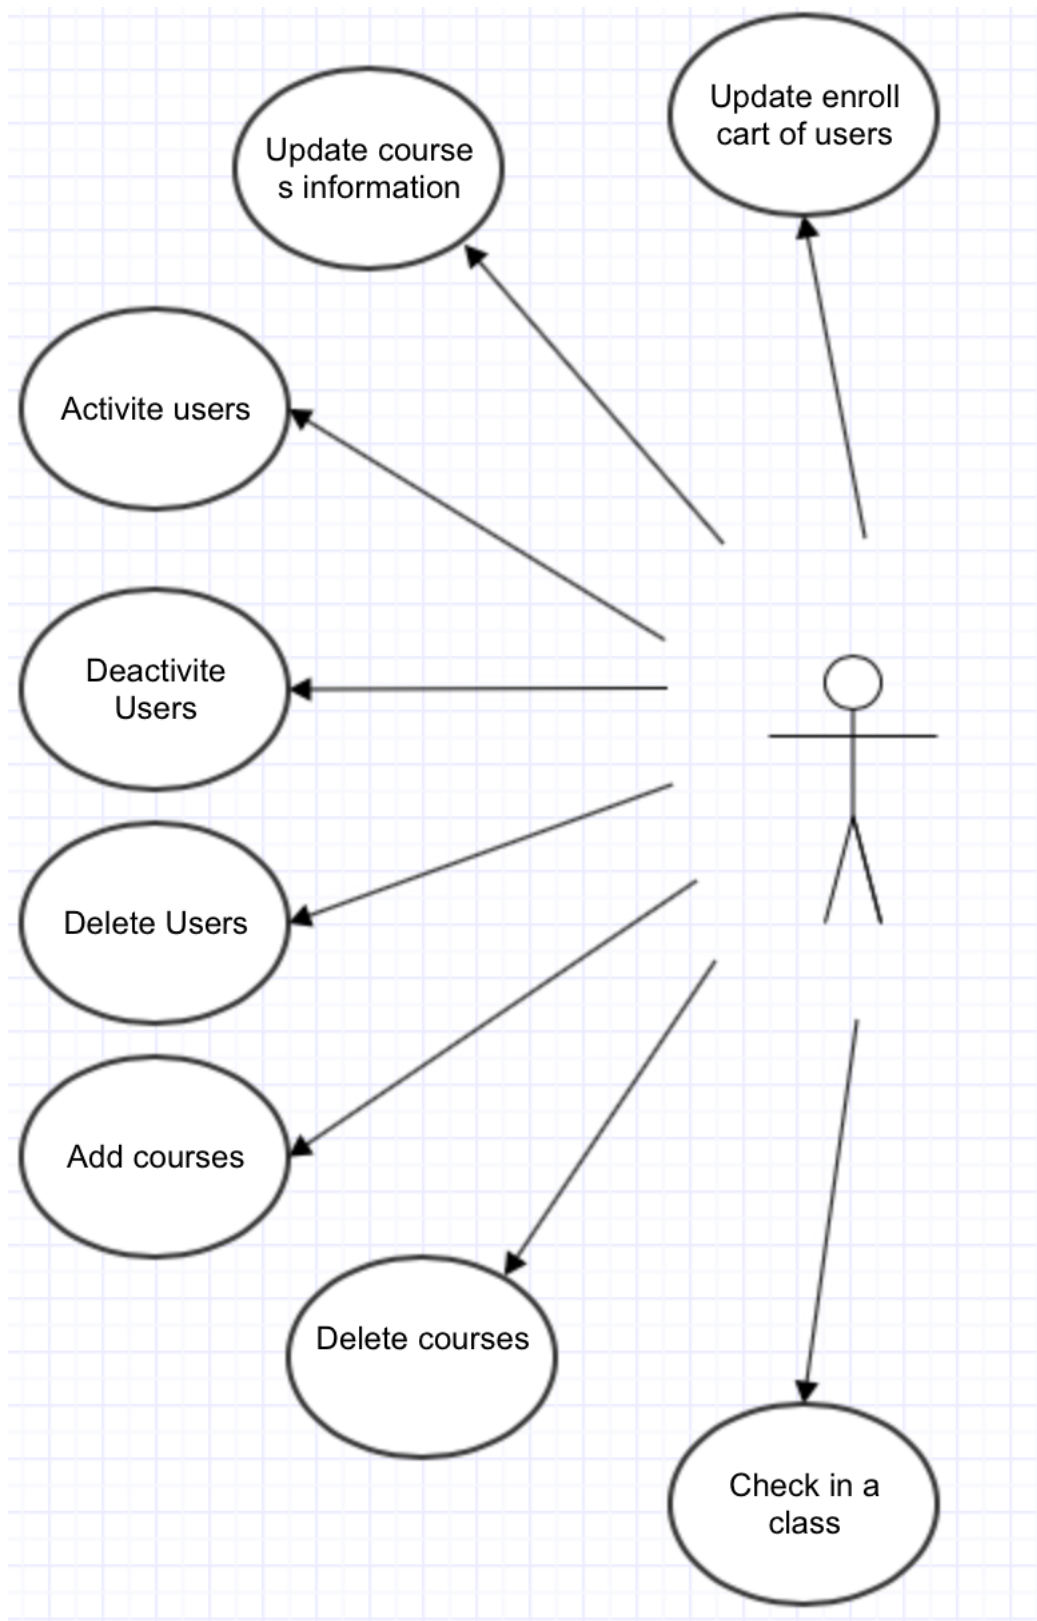 Update enroll
cart of users
Update course
s information
Activite users
Deactivite
Users
Delete Users
Add courses
Delete courses
Check in a
class